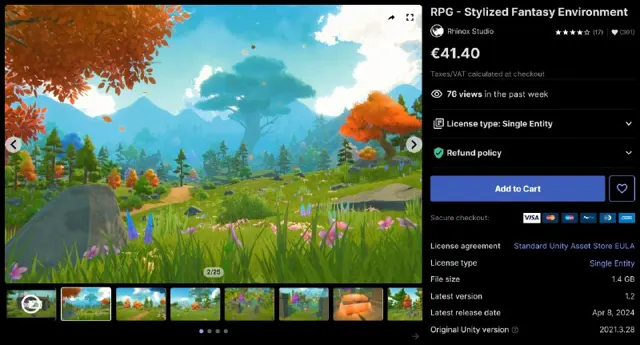 RPG - Stylized Fantasy Environment
Rhinox Studio
(17) | (301)
€41.40
Taxes/VAT calculated at checkout
76 views in the past week
License type: Single Entity
Refund policy
Add to Cart
Secure checkout:
VISA
License agreement Standard Unity Asset Store EULA
License type Single Entity
File size 1.4 GB
Latest version 1.2
Latest release date Apr 8, 2024
Original Unity version 2021.3.28
2/25